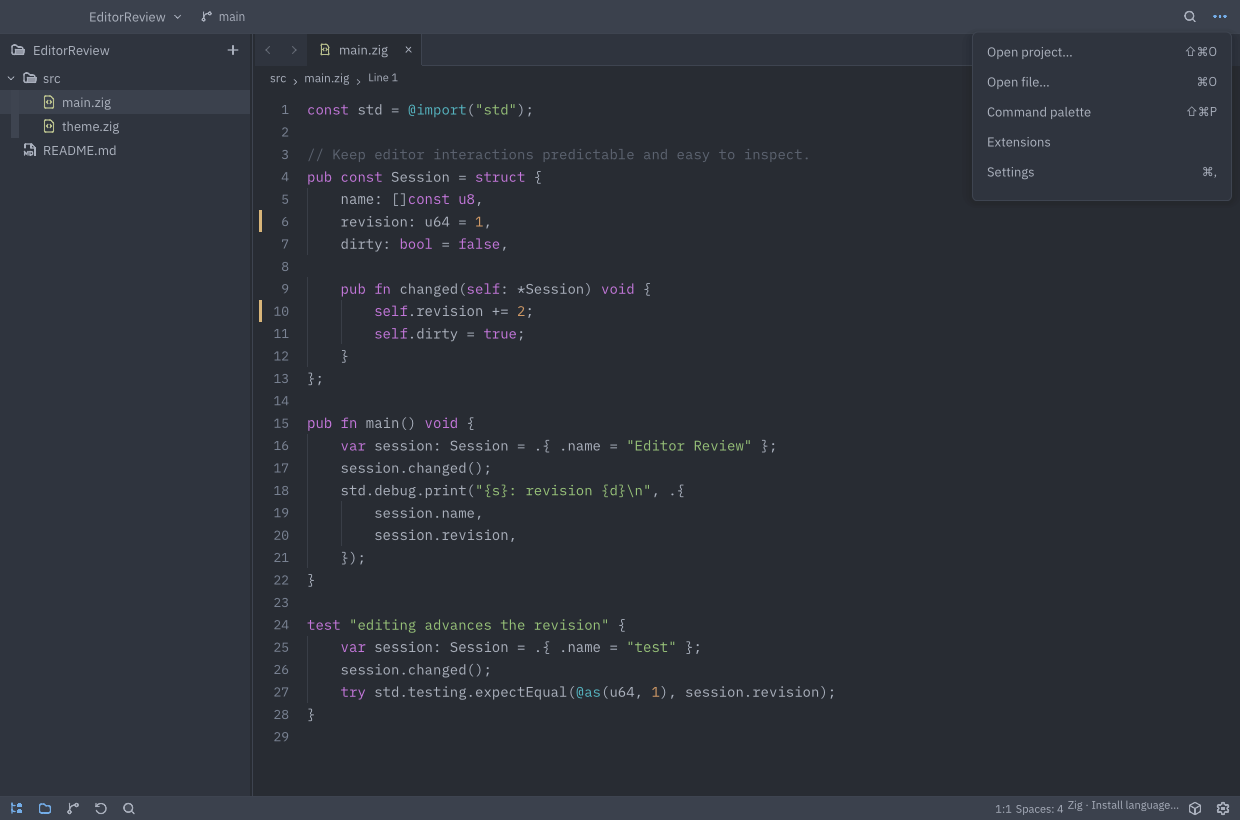 EditorReview main
EditorReview
src
main.zig
theme.zig
README.md
main.zig ×
src › main.zig › Line 1
1 const std = @import("std");
2
3 // Keep editor interactions predictable and easy to inspect.
4 pub const Session = struct {
5     name: []const u8,
6     revision: u64 = 1,
7     dirty: bool = false,
8
9     pub fn changed(self: *Session) void {
10         self.revision += 2;
11         self.dirty = true;
12     }
13 };
14
15 pub fn main() void {
16     var session: Session = .{ .name = "Editor Review" };
17     session.changed();
18     std.debug.print("{s}: revision {d}\n", .{
19         session.name,
20         session.revision,
21     });
22 }
23
24 test "editing advances the revision" {
25     var session: Session = .{ .name = "test" };
26     session.changed();
27     try std.testing.expectEqual(@as(u64, 1), session.revision);
28 }
29
Open project... ⇧⌘O
Open file... ⌘O
Command palette ⇧⌘P
Extensions
Settings ⌘,
1:1 Spaces: 4 Zig · Install language...